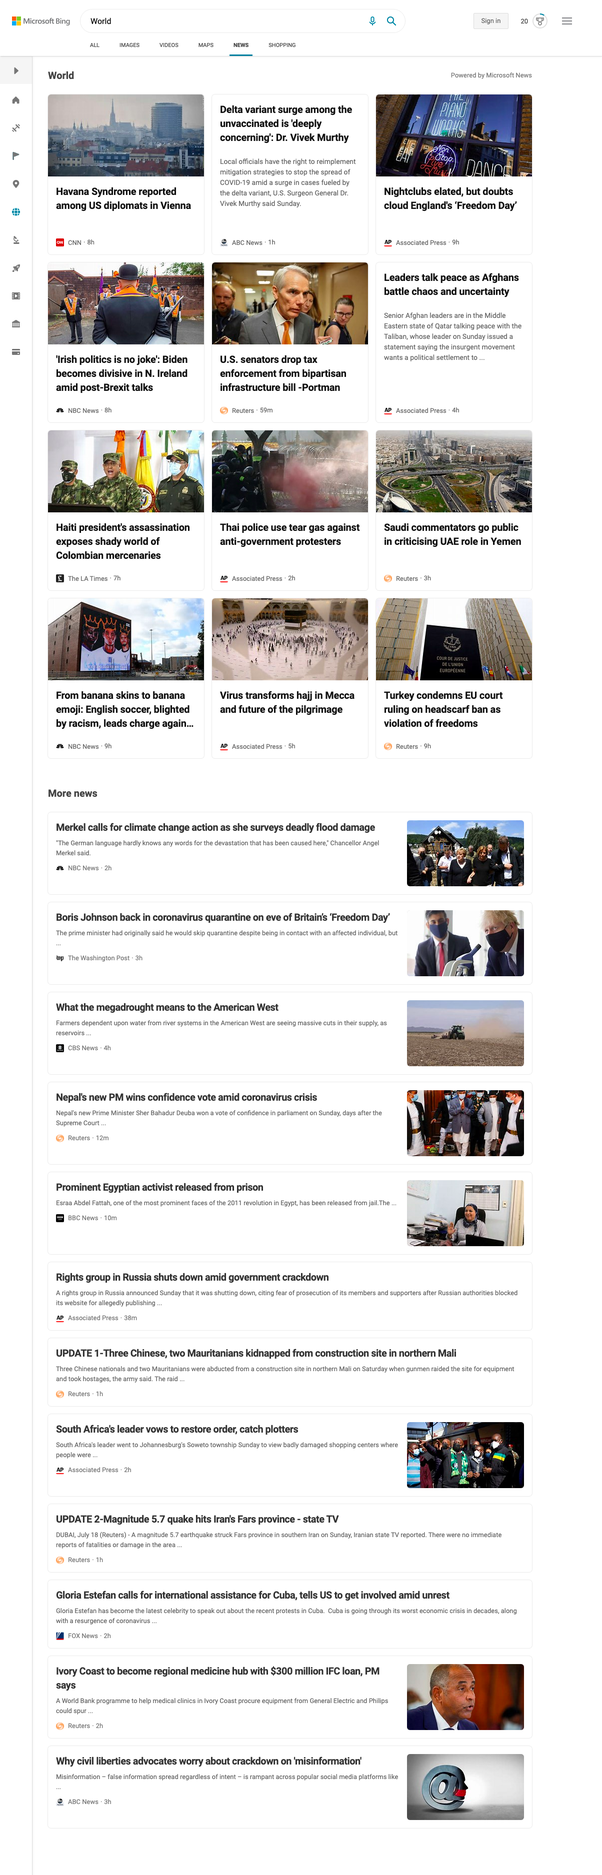 Microsoft Bing
World
Sign in
20
ALL
IMAGES
VIDEOS
MAPS
NEWS
SHOPPING
World
Powered by Microsoft News
Havana Syndrome reported
among US diplomats in Vienna
CNN · 8h
Delta variant surge among the
unvaccinated is 'deeply
concerning': Dr. Vivek Murthy
Local officials have the right to reimplement
mitigation strategies to stop the spread of
COVID-19 amid a surge in cases fueled by
the delta variant, U.S. Surgeon General Dr.
Vivek Murthy said Sunday.
ABC News · 1h
Nightclubs elated, but doubts
cloud England's 'Freedom Day'
AP Associated Press · 9h
'Irish politics is no joke': Biden
becomes divisive in N. Ireland
amid post-Brexit talks
NBC News · 8h
U.S. senators drop tax
enforcement from bipartisan
infrastructure bill -Portman
Reuters · 59m
Leaders talk peace as Afghans
battle chaos and uncertainty
Senior Afghan leaders are in the Middle
Eastern state of Qatar talking peace with the
Taliban, whose leader on Sunday issued a
statement saying the insurgent movement
wants a political settlement to ...
AP Associated Press · 4h
Haiti president's assassination
exposes shady world of
Colombian mercenaries
The LA Times · 7h
Thai police use tear gas against
anti-government protesters
AP Associated Press · 2h
Saudi commentators go public
in criticising UAE role in Yemen
Reuters · 3h
From banana skins to banana
emoji: English soccer, blighted
by racism, leads charge again...
NBC News · 9h
Virus transforms hajj in Mecca
and future of the pilgrimage
AP Associated Press · 5h
COUR DE JUSTICE
DE L'UNION
EUROPÉENNE
Turkey condemns EU court
ruling on headscarf ban as
violation of freedoms
Reuters · 9h
More news
Merkel calls for climate change action as she surveys deadly flood damage
"The German language hardly knows any words for the devastation that has been caused here," Chancellor Angel
Merkel said.
NBC News · 2h
Boris Johnson back in coronavirus quarantine on eve of Britain's 'Freedom Day'
The prime minister had originally said he would skip quarantine despite being in contact with an affected individual, but
...
wp The Washington Post · 3h
What the megadrought means to the American West
Farmers dependent upon water from river systems in the American West are seeing massive cuts in their supply, as
reservoirs ...
CBS News · 4h
Nepal's new PM wins confidence vote amid coronavirus crisis
Nepal's new Prime Minister Sher Bahadur Deuba won a vote of confidence in parliament on Sunday, days after the
Supreme Court ...
Reuters · 12m
Prominent Egyptian activist released from prison
Esraa Abdel Fattah, one of the most prominent faces of the 2011 revolution in Egypt, has been released from jail.The ...
BBC News · 10m
Rights group in Russia shuts down amid government crackdown
A rights group in Russia announced Sunday that it was shutting down, citing fear of prosecution of its members and supporters after Russian authorities blocked
its website for allegedly publishing ...
AP Associated Press · 38m
UPDATE 1-Three Chinese, two Mauritanians kidnapped from construction site in northern Mali
Three Chinese nationals and two Mauritanians were abducted from a construction site in northern Mali on Saturday when gunmen raided the site for equipment
and took hostages, the army said. The raid ...
Reuters · 1h
South Africa's leader vows to restore order, catch plotters
South Africa's leader went to Johannesburg's Soweto township Sunday to view badly damaged shopping centers where
people were ...
AP Associated Press · 2h
UPDATE 2-Magnitude 5.7 quake hits Iran's Fars province - state TV
DUBAI, July 18 (Reuters) - A magnitude 5.7 earthquake struck Fars province in southern Iran on Sunday, Iranian state TV reported. There were no immediate
reports of fatalities or damage in the area ...
Reuters · 1h
Gloria Estefan calls for international assistance for Cuba, tells US to get involved amid unrest
Gloria Estefan has become the latest celebrity to speak out about the recent protests in Cuba. Cuba is going through its worst economic crisis in decades, along
with a resurgence of coronavirus ...
FOX News · 2h
Ivory Coast to become regional medicine hub with $300 million IFC loan, PM
says
A World Bank programme to help medical clinics in Ivory Coast procure equipment from General Electric and Philips
could spur ...
Reuters · 2h
Why civil liberties advocates worry about crackdown on 'misinformation'
Misinformation – false information spread regardless of intent – is rampant across popular social media platforms like
...
ABC News · 3h